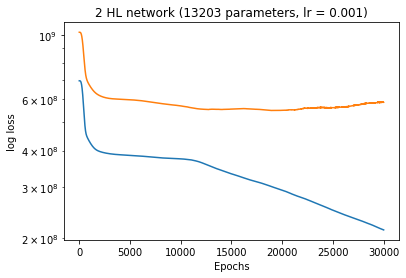 2 HL network (13203 parameters, lr = 0.001)
10⁹
6 × 10⁸
4 × 10⁸
3 × 10⁸
2 × 10⁸
log loss
0 5000 10000 15000 20000 25000 30000
Epochs